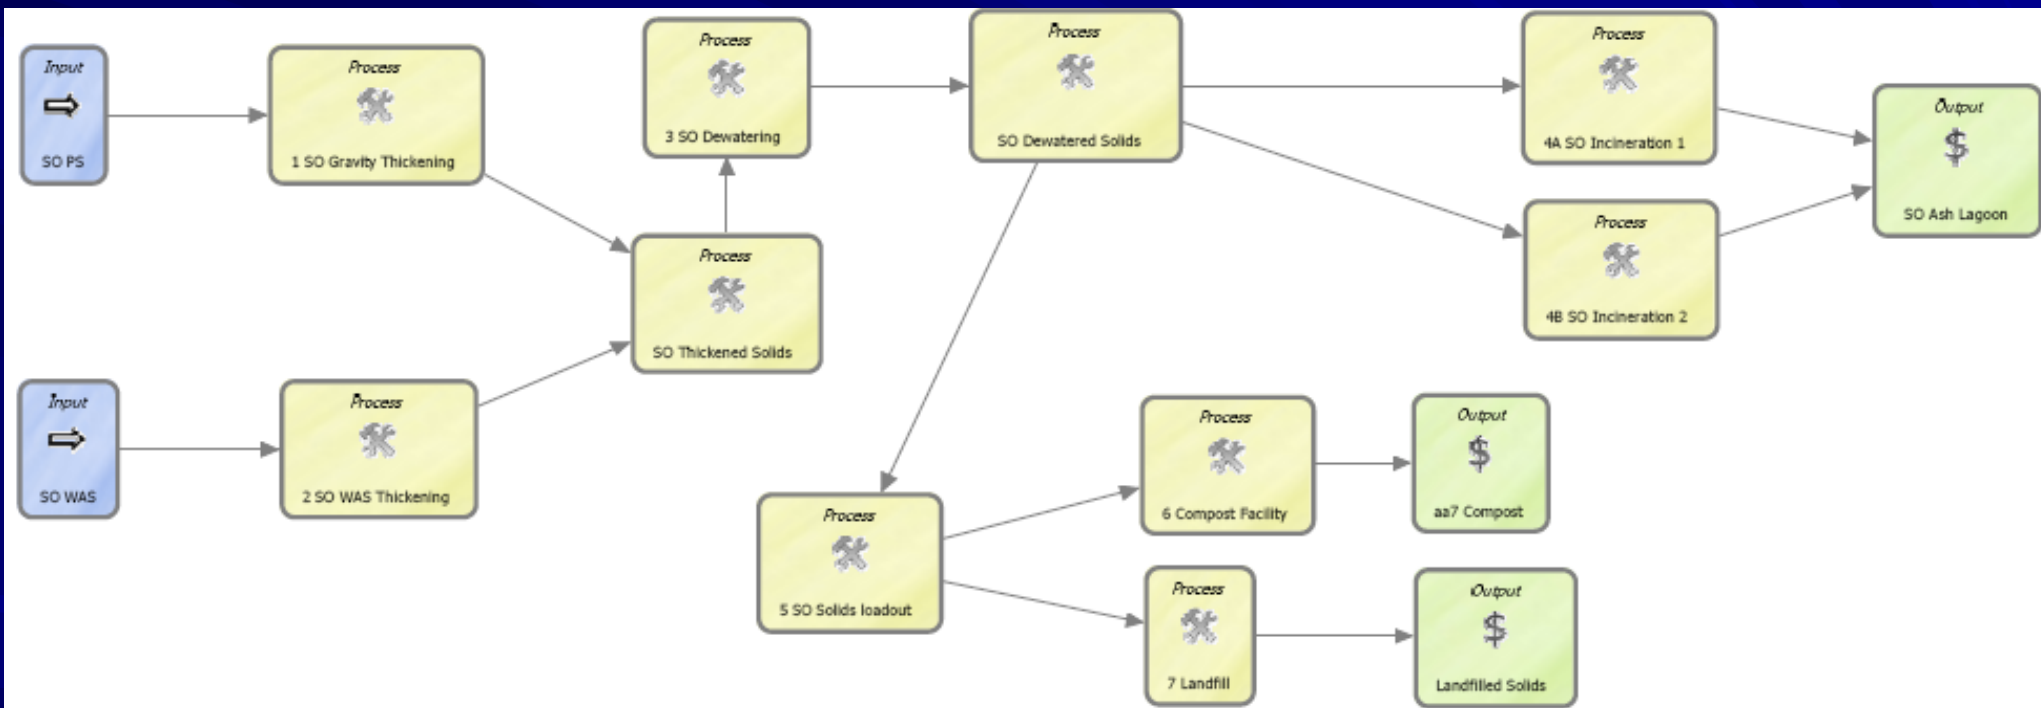 Input
SO PS
Process
1 SO Gravity Thickening
Process
3 SO Dewatering
Process
SO Dewatered Solids
Process
4A SO Incineration 1
Output
$
SO Ash Lagoon
Process
4B SO Incineration 2
Process
SO Thickened Solids
Input
SO WAS
Process
2 SO WAS Thickening
Process
5 SO Solids loadout
Process
6 Compost Facility
Output
$
aa7 Compost
Process
7 Landfill
Output
$
Landfilled Solids